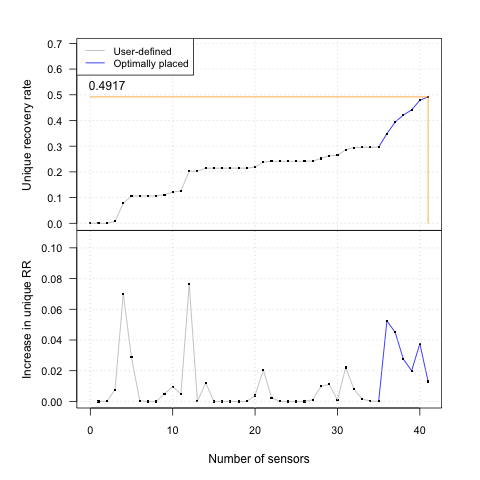 User-defined
Optimally placed
0.4917
Unique recovery rate
0.7
0.6
0.5
0.4
0.3
0.2
0.1
0.0
Increase in unique RR
0.10
0.08
0.06
0.04
0.02
0.00
0 10 20 30 40
Number of sensors